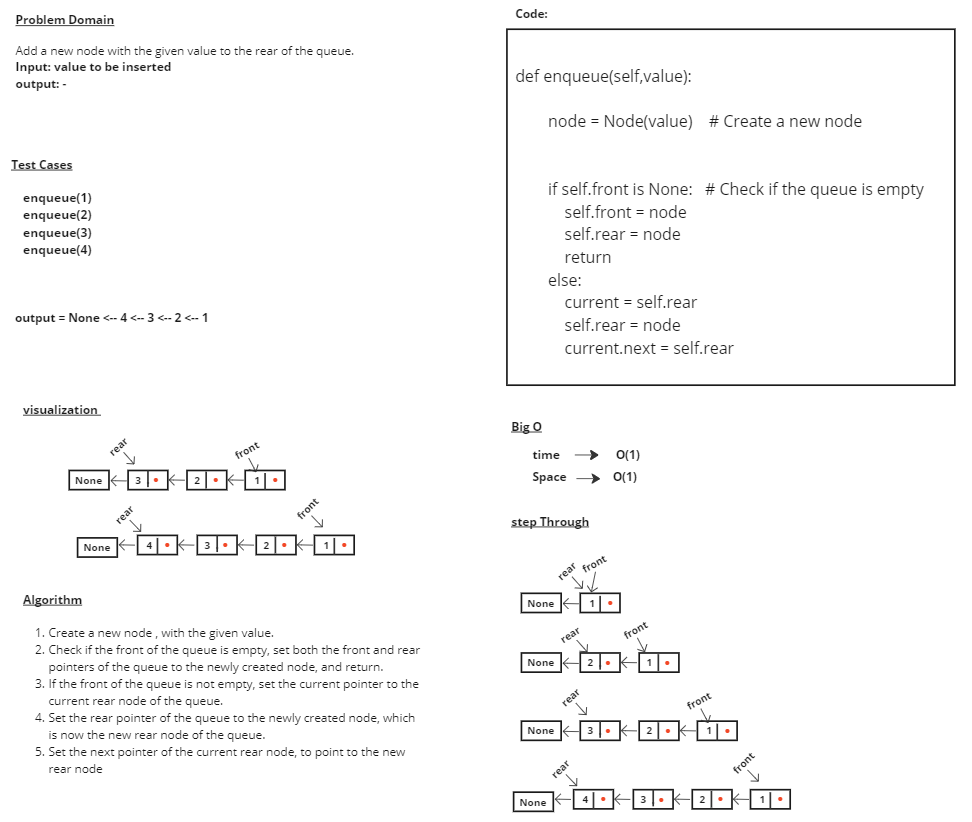 Problem Domain
Add a new node with the given value to the rear of the queue.
Input: value to be inserted
output: -
Test Cases
enqueue(1)
enqueue(2)
enqueue(3)
enqueue(4)
output = None <-- 4 <-- 3 <-- 2 <-- 1
visualization
rear
front
None 3 2 1
rear
front
None 4 3 2 1
Algorithm
1. Create a new node , with the given value.
2. Check if the front of the queue is empty, set both the front and rear
pointers of the queue to the newly created node, and return.
3. If the front of the queue is not empty, set the current pointer to the
current rear node of the queue.
4. Set the rear pointer of the queue to the newly created node, which
is now the new rear node of the queue.
5. Set the next pointer of the current rear node, to point to the new
rear node
Code:
def enqueue(self,value):
node = Node(value) # Create a new node
if self.front is None: # Check if the queue is empty
self.front = node
self.rear = node
return
else:
current = self.rear
self.rear = node
current.next = self.rear
Big O
time O(1)
Space O(1)
step Through
rear front
None 1
rear front
None 2 1
rear front
None 3 2 1
rear front
None 4 3 2 1